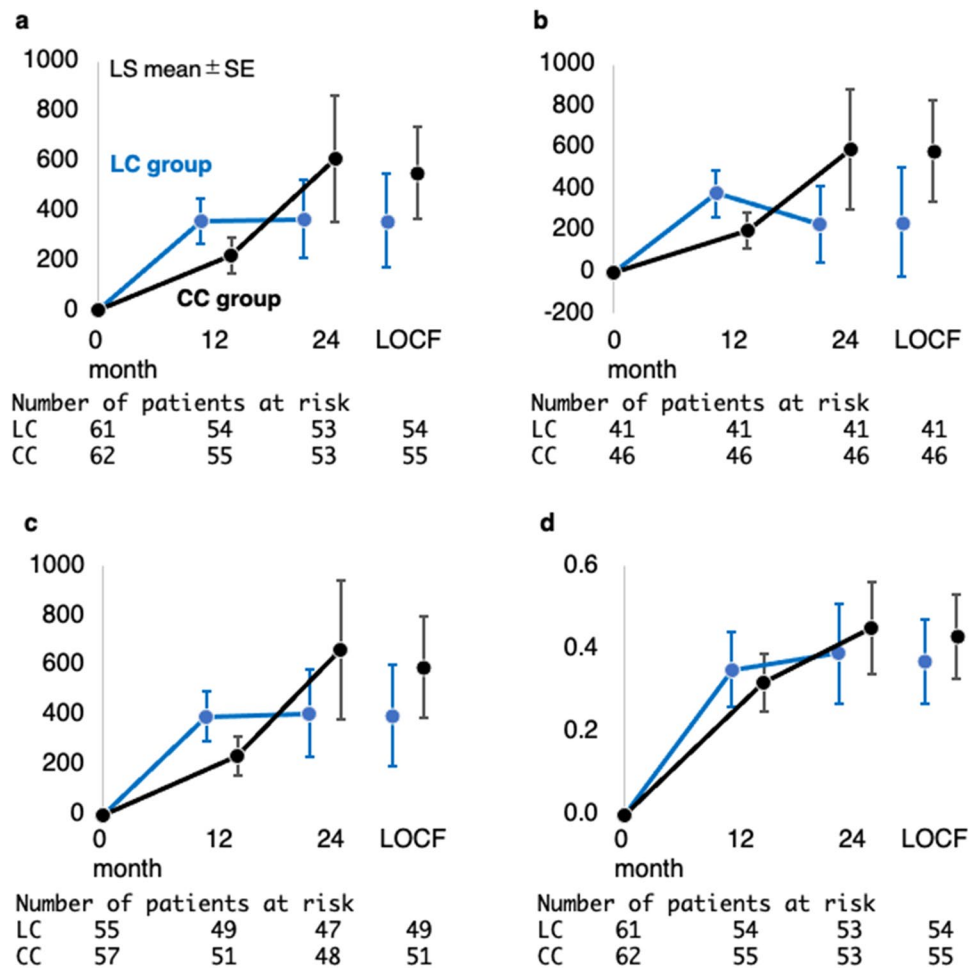 a
1000
LS mean ± SE
800
LC group
600
400
200
CC group
0
0 12 24 LOCF
month
Number of patients at risk
LC 61 54 53 54
CC 62 55 53 55
b
1000
800
600
400
200
0
-200
0 12 24 LOCF
month
Number of patients at risk
LC 41 41 41 41
CC 46 46 46 46
c
1000
800
600
400
200
0
0 12 24 LOCF
month
Number of patients at risk
LC 55 49 47 49
CC 57 51 48 51
d
0.6
0.4
0.2
0.0
0 12 24 LOCF
month
Number of patients at risk
LC 61 54 53 54
CC 62 55 53 55